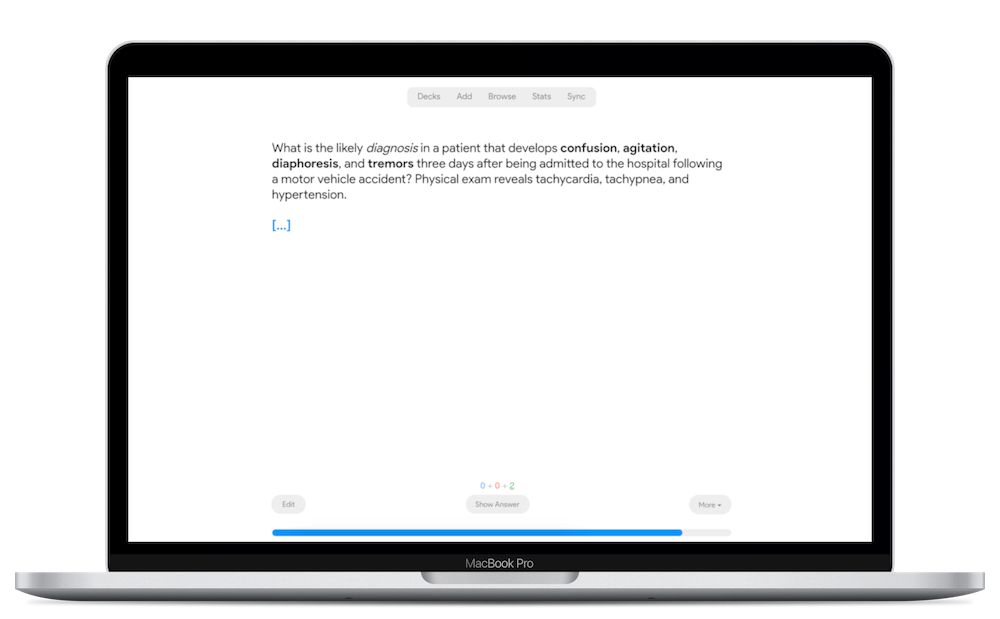 Decks Add Browse Stats Sync
What is the likely diagnosis in a patient that develops confusion, agitation,
diaphoresis, and tremors three days after being admitted to the hospital following
a motor vehicle accident? Physical exam reveals tachycardia, tachypnea, and
hypertension.
[...]
0 + 0 + 2
Edit Show Answer More ▾
MacBook Pro